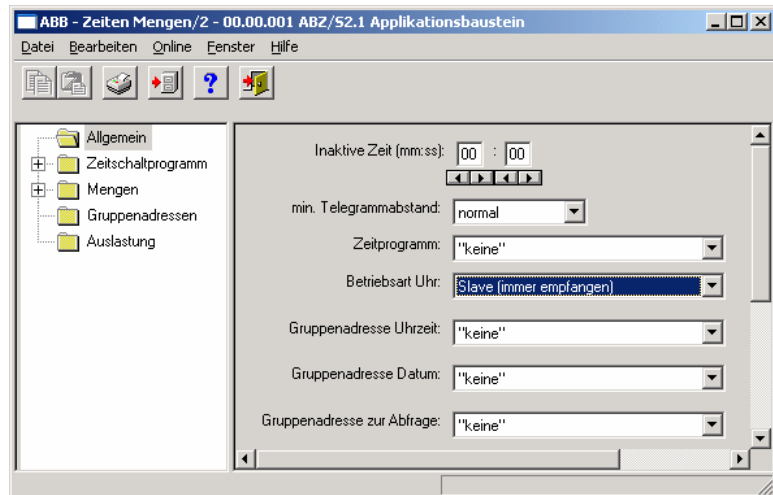 ABB - Zeiten Mengen/2 - 00.00.001 ABZ/S2.1 Applikationsbaustein
Datei Bearbeiten Online Fenster Hilfe
?
Allgemein
Zeitschaltprogramm
Mengen
Gruppenadressen
Auslastung
Inaktive Zeit (mm:ss): 00 : 00
min. Telegrammabstand: normal
Zeitprogramm: "keine"
Betriebsart Uhr: Slave (immer empfangen)
Gruppenadresse Uhrzeit: "keine"
Gruppenadresse Datum: "keine"
Gruppenadresse zur Abfrage: "keine"